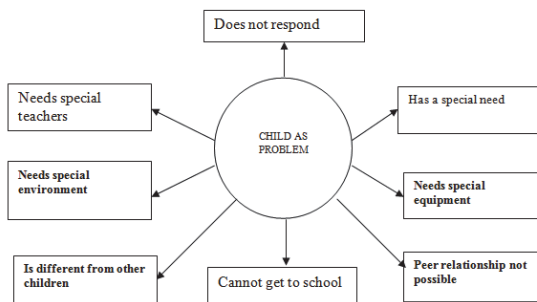 Does not respond
Needs special
teachers
Has a special need
CHILD AS
PROBLEM
Needs special
environment
Needs special
equipment
Is different from other
children
Cannot get to school
Peer relationship not
possible